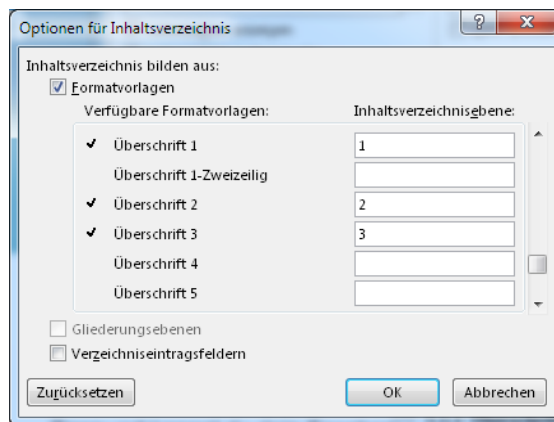 Optionen für Inhaltsverzeichnis
Inhaltsverzeichnis bilden aus:
Formatvorlagen
Verfügbare Formatvorlagen: Inhaltsverzeichnisebene:
Überschrift 1 1
Überschrift 1-Zweizeilig
Überschrift 2 2
Überschrift 3 3
Überschrift 4
Überschrift 5
Gliederungsebenen
Verzeichniseintragsfeldern
Zurücksetzen OK Abbrechen